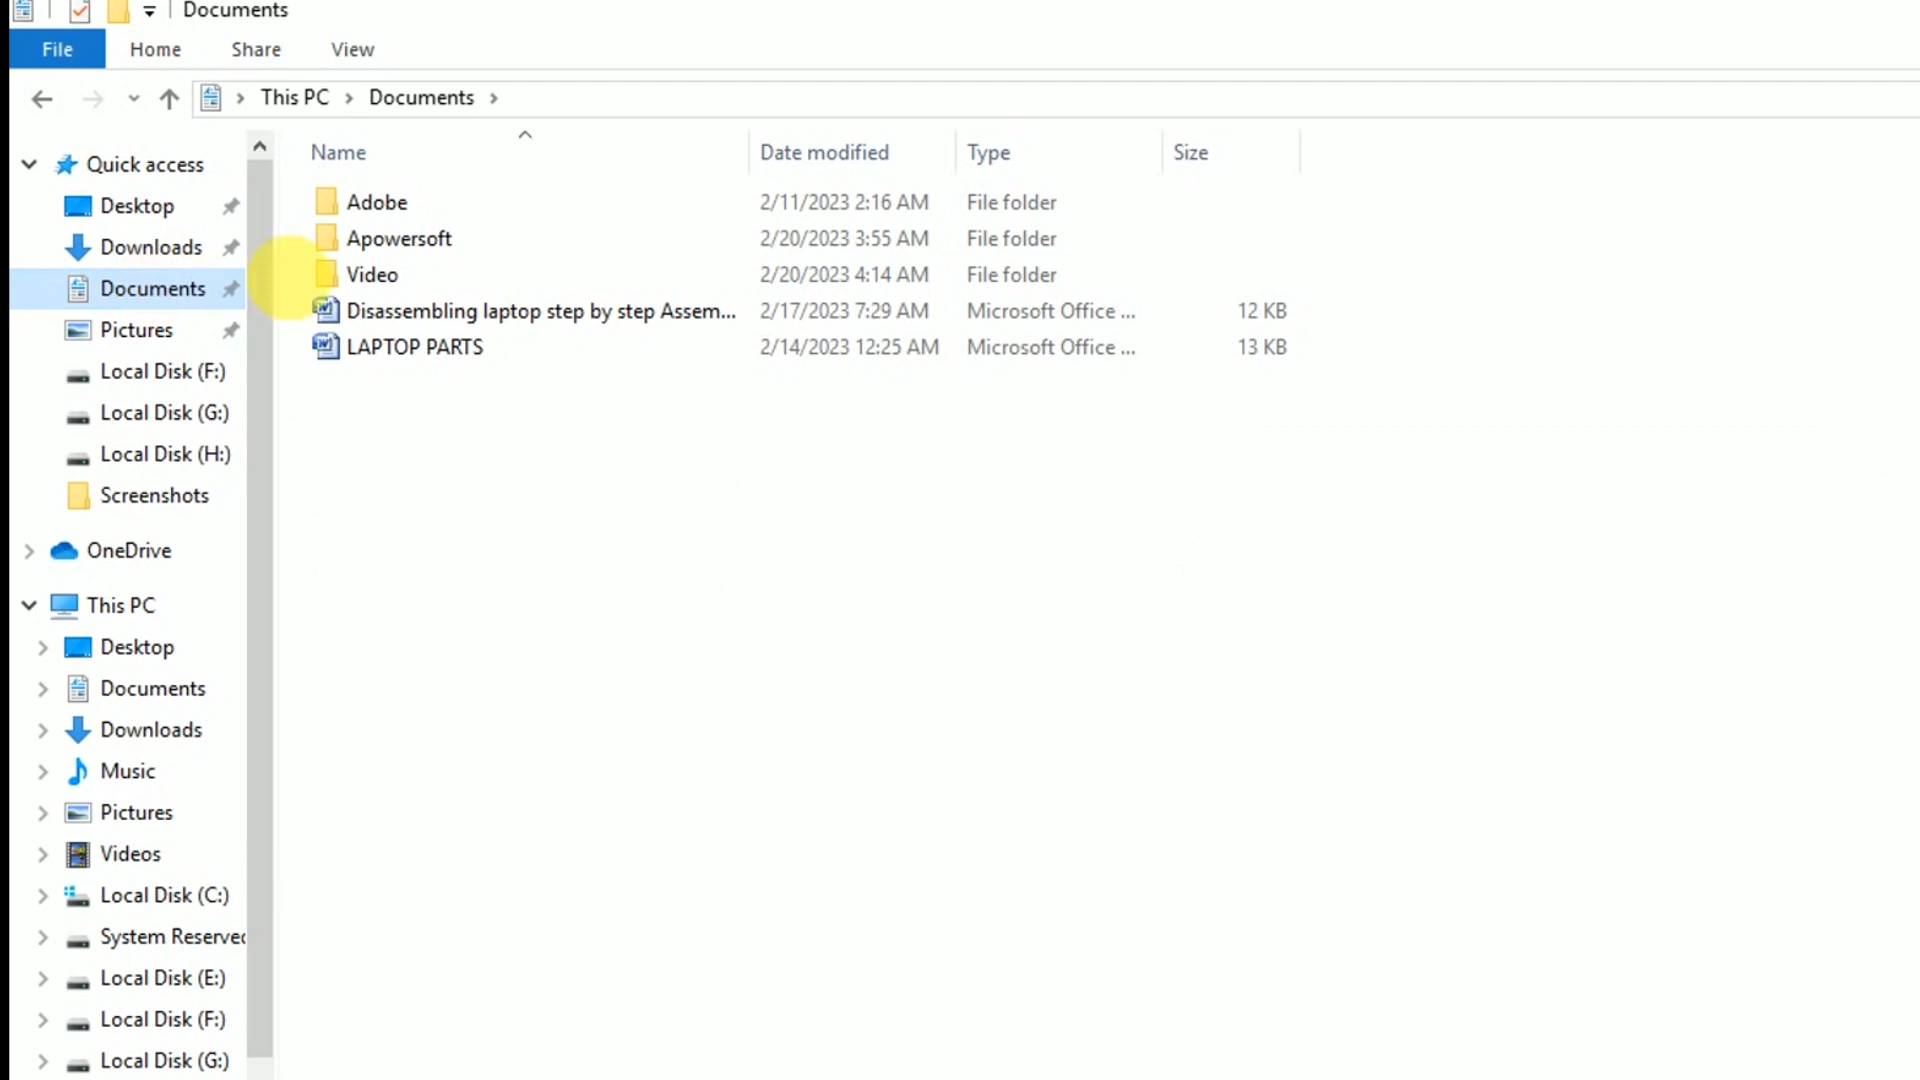 Documents
File Home Share View
This PC Documents
Name Date modified Type Size
Quick access
Desktop
Downloads
Documents
Pictures
Local Disk (F:)
Local Disk (G:)
Local Disk (H:)
Screenshots
OneDrive
This PC
Desktop
Documents
Downloads
Music
Pictures
Videos
Local Disk (C:)
System Reserved
Local Disk (E:)
Local Disk (F:)
Local Disk (G:)
Adobe 2/11/2023 2:16 AM File folder
Apowersoft 2/20/2023 3:55 AM File folder
Video 2/20/2023 4:14 AM File folder
Disassembling laptop step by step Assem... 2/17/2023 7:29 AM Microsoft Office ... 12 KB
LAPTOP PARTS 2/14/2023 12:25 AM Microsoft Office ... 13 KB